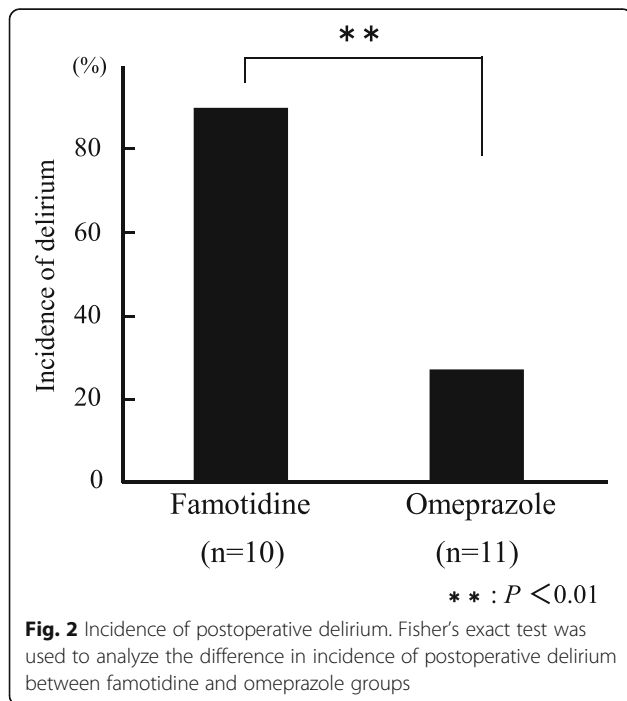 **
(%)
80
60
40
20
0
Incidence of delirium
Famotidine Omeprazole
(n=10) (n=11)
** : P <0.01
Fig. 2 Incidence of postoperative delirium. Fisher's exact test was
used to analyze the difference in incidence of postoperative delirium
between famotidine and omeprazole groups